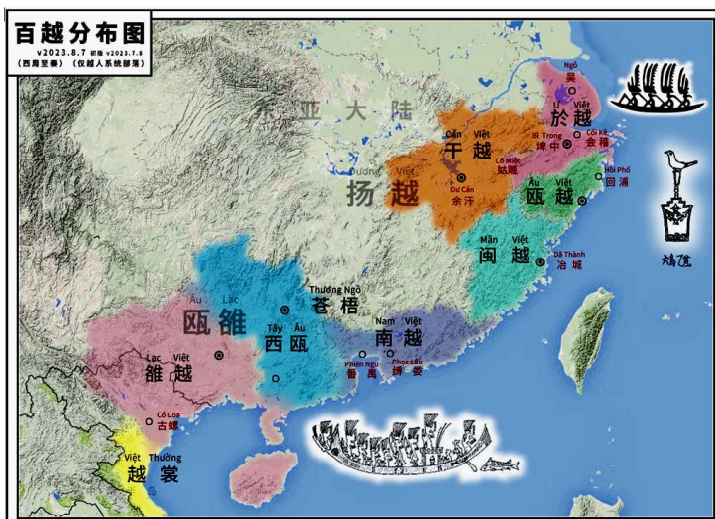 百越分布图
v2023.8.7 初版 v2023.7.8
（西周至秦）（仅越人系统部落）
东 亚 大 陆
Ngô
吴
U Việt
於 越
Cối Kê
会稽
Bì Trong
埤中
Cô Miệt
姑蔑
Cán Việt
干 越
Dư Cán
余汗
Dương Việt
扬 越
Hồi Phố
回浦
Âu Việt
瓯 越
Mân Việt
闽 越
Dã Thành
冶城
Thương Ngô
苍 梧
Âu Lạc
瓯 雒
Tây Âu
西 瓯
Nam Việt
南 越
Phiên Ngu
番 禺
缚 娄
Lạc Việt
雒 越
Cổ Loa
古螺
Việt Thường
越 裳